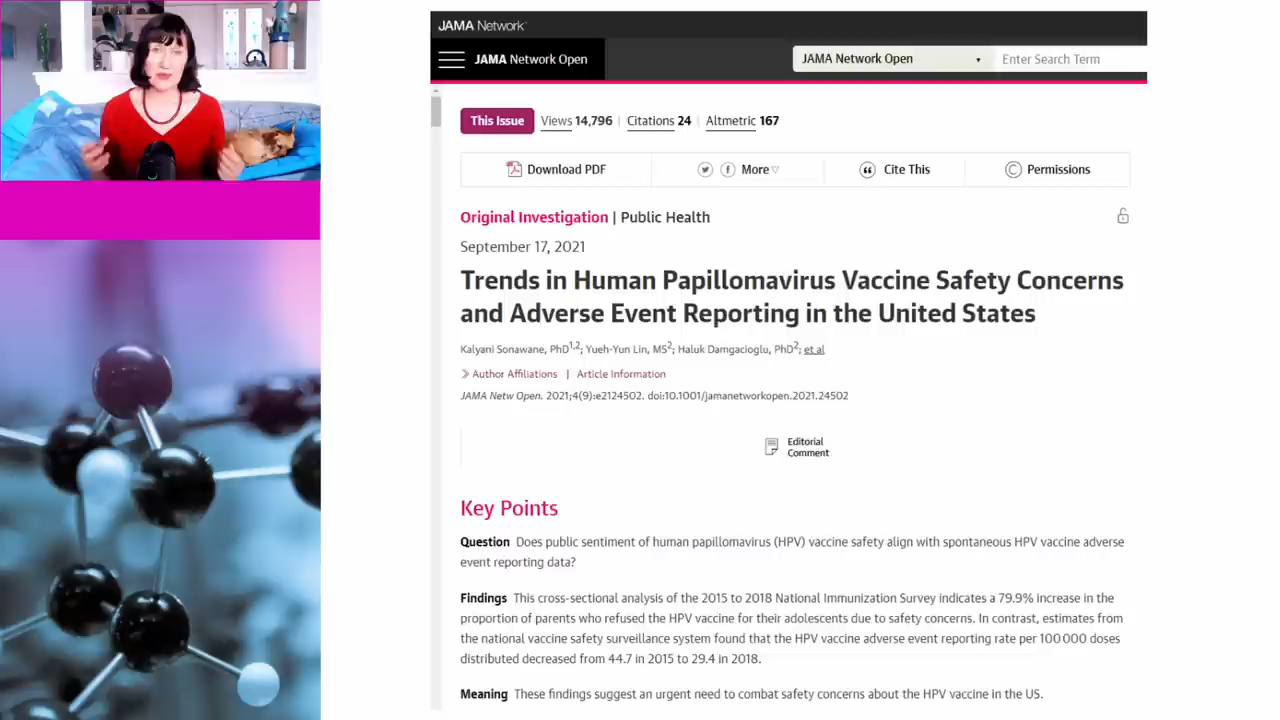 JAMA Network
JAMA Network Open
JAMA Network Open
Enter Search Term
This Issue Views 14,796 | Citations 24 | Altmetric 167
Download PDF
More
Cite This
Permissions
Original Investigation | Public Health
September 17, 2021
Trends in Human Papillomavirus Vaccine Safety Concerns
and Adverse Event Reporting in the United States
Kalyani Sonawane, PhD1,2; Yueh-Yun Lin, MS2; Haluk Damgacioglu, PhD2; et al
Author Affiliations | Article Information
JAMA Netw Open. 2021;4(9):e2124502. doi:10.1001/jamanetworkopen.2021.24502
Editorial
Comment
Key Points
Question Does public sentiment of human papillomavirus (HPV) vaccine safety align with spontaneous HPV vaccine adverse
event reporting data?
Findings This cross-sectional analysis of the 2015 to 2018 National Immunization Survey indicates a 79.9% increase in the
proportion of parents who refused the HPV vaccine for their adolescents due to safety concerns. In contrast, estimates from
the national vaccine safety surveillance system found that the HPV vaccine adverse event reporting rate per 100 000 doses
distributed decreased from 44.7 in 2015 to 29.4 in 2018.
Meaning These findings suggest an urgent need to combat safety concerns about the HPV vaccine in the US.